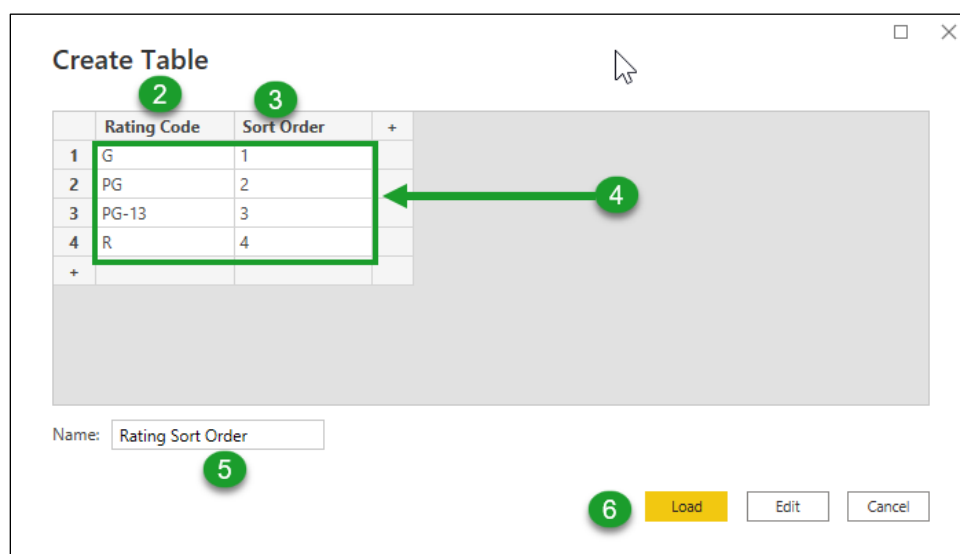 Create Table
2 3
Rating Code Sort Order +
1 G 1
2 PG 2
3 PG-13 3
4 R 4
+
4
Name: Rating Sort Order
5
6 Load Edit Cancel